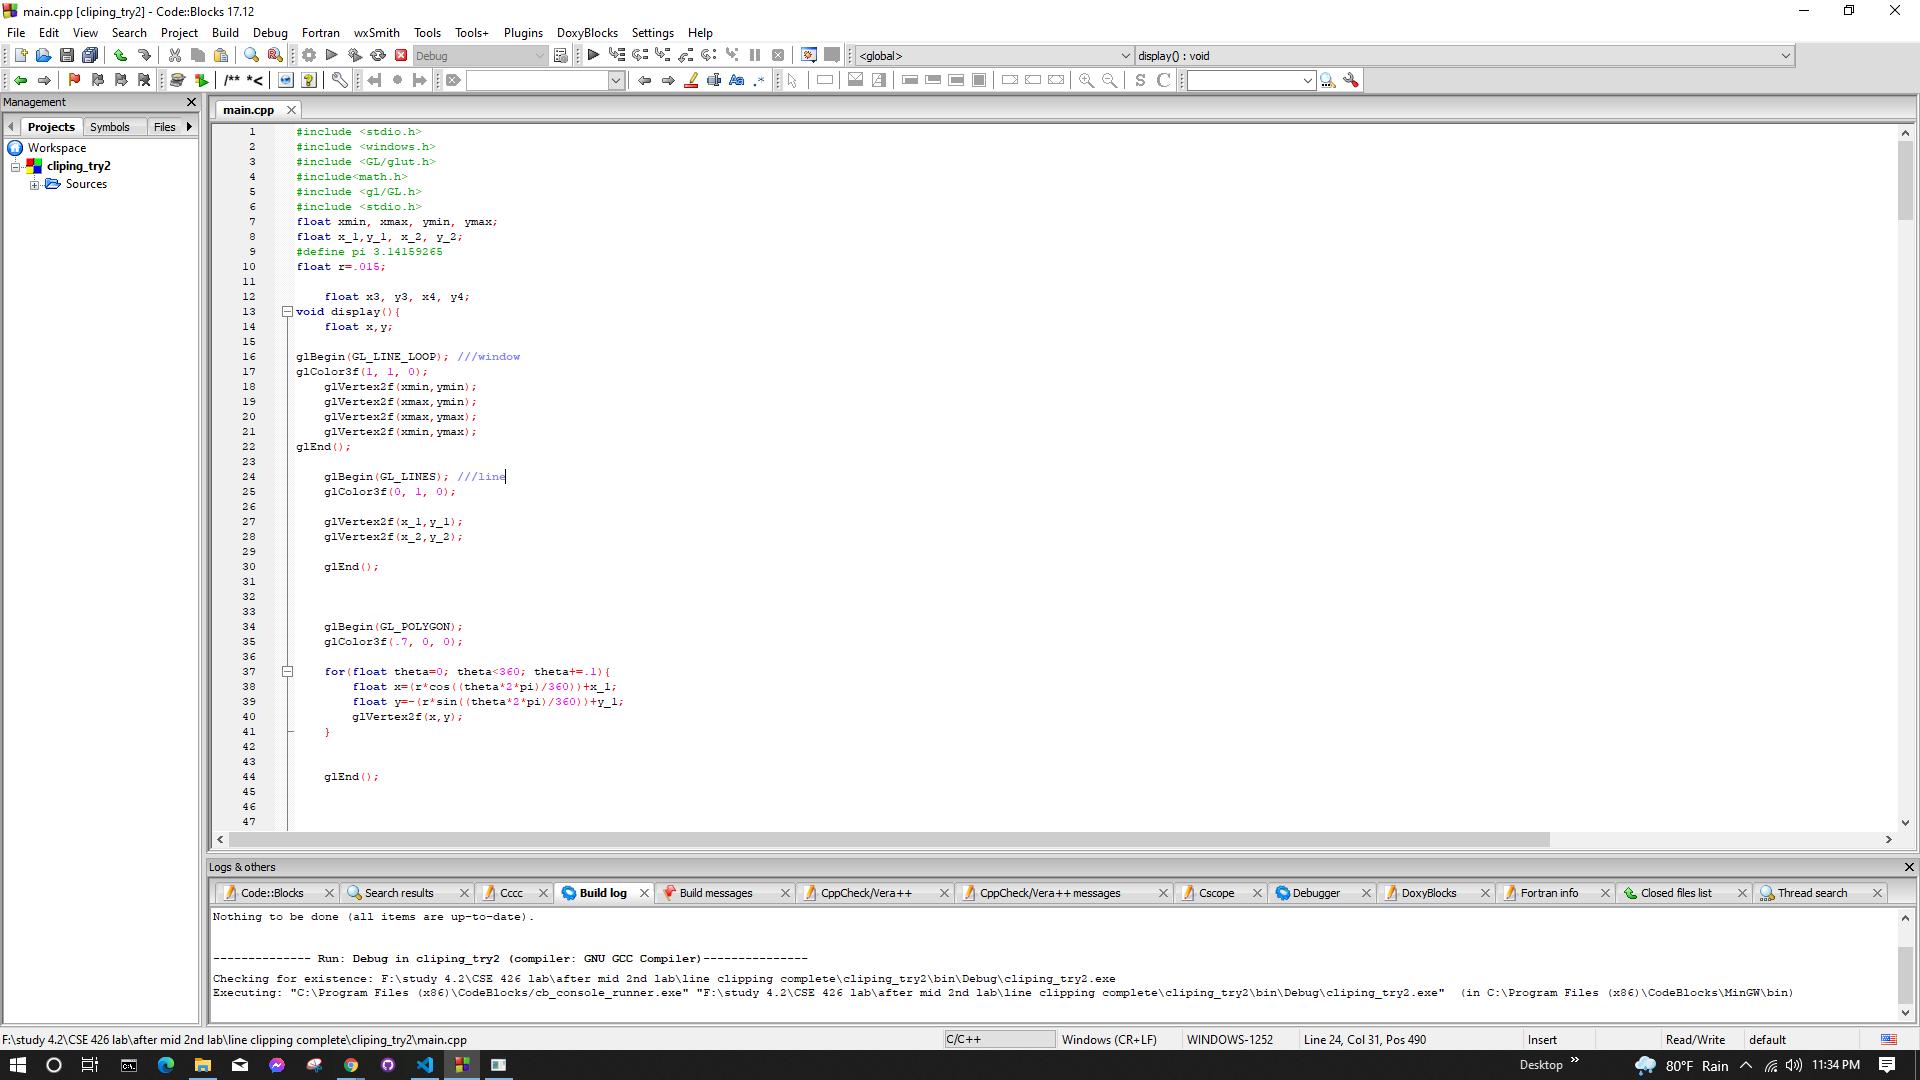 main.cpp [cliping_try2] - Code::Blocks 17.12
File Edit View Search Project Build Debug Fortran wxSmith Tools Tools+ Plugins DoxyBlocks Settings Help
Debug <global> display() : void
/** *< Aa .* S C
Management
Projects Symbols Files
main.cpp
Workspace
cliping_try2
Sources
1 #include <stdio.h>
2 #include <windows.h>
3 #include <GL/glut.h>
4 #include<math.h>
5 #include <gl/GL.h>
6 #include <stdio.h>
7 float xmin, xmax, ymin, ymax;
8 float x_1,y_1, x_2, y_2;
9 #define pi 3.14159265
10 float r=.015;
11
12 float x3, y3, x4, y4;
13 void display(){
14 float x,y;
15
16 glBegin(GL_LINE_LOOP); ///window
17 glColor3f(1, 1, 0);
18 glVertex2f(xmin,ymin);
19 glVertex2f(xmax,ymin);
20 glVertex2f(xmax,ymax);
21 glVertex2f(xmin,ymax);
22 glEnd();
23
24 glBegin(GL_LINES); ///line
25 glColor3f(0, 1, 0);
26
27 glVertex2f(x_1,y_1);
28 glVertex2f(x_2,y_2);
29
30 glEnd();
31
32
33
34 glBegin(GL_POLYGON);
35 glColor3f(.7, 0, 0);
36
37 for(float theta=0; theta<360; theta+=.1){
38 float x=(r*cos((theta*2*pi)/360))+x_1;
39 float y=-(r*sin((theta*2*pi)/360))+y_1;
40 glVertex2f(x,y);
41 }
42
43
44 glEnd();
45
46
47
Logs & others
Code::Blocks Search results Cccc Build log Build messages CppCheck/Vera++ CppCheck/Vera++ messages Cscope Debugger DoxyBlocks Fortran info Closed files list Thread search
Nothing to be done (all items are up-to-date).
-------------- Run: Debug in cliping_try2 (compiler: GNU GCC Compiler)---------------
Checking for existence: F:\study 4.2\CSE 426 lab\after mid 2nd lab\line clipping complete\cliping_try2\bin\Debug\cliping_try2.exe
Executing: "C:\Program Files (x86)\CodeBlocks/cb_console_runner.exe" "F:\study 4.2\CSE 426 lab\after mid 2nd lab\line clipping complete\cliping_try2\bin\Debug\cliping_try2.exe" (in C:\Program Files (x86)\CodeBlocks\MinGW\bin)
F:\study 4.2\CSE 426 lab\after mid 2nd lab\line clipping complete\cliping_try2\main.cpp C/C++ Windows (CR+LF) WINDOWS-1252 Line 24, Col 31, Pos 490 Insert Read/Write default
Desktop 80°F Rain 11:34 PM